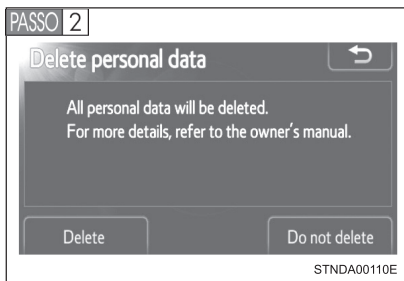 PASSO 2
Delete personal data
All personal data will be deleted.
For more details, refer to the owner's manual.
Delete
Do not delete
STNDA00110E